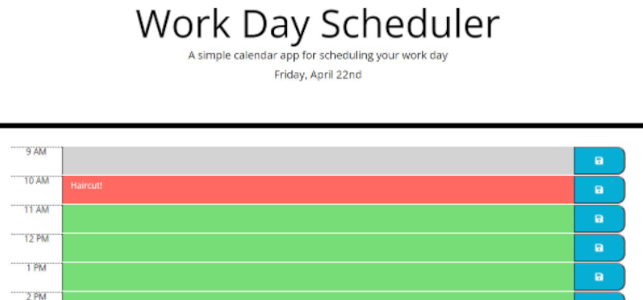 Work Day Scheduler
A simple calendar app for scheduling your work day
Friday, April 22nd
9 AM
10 AM Haircut!
11 AM
12 PM
1 PM
2 PM